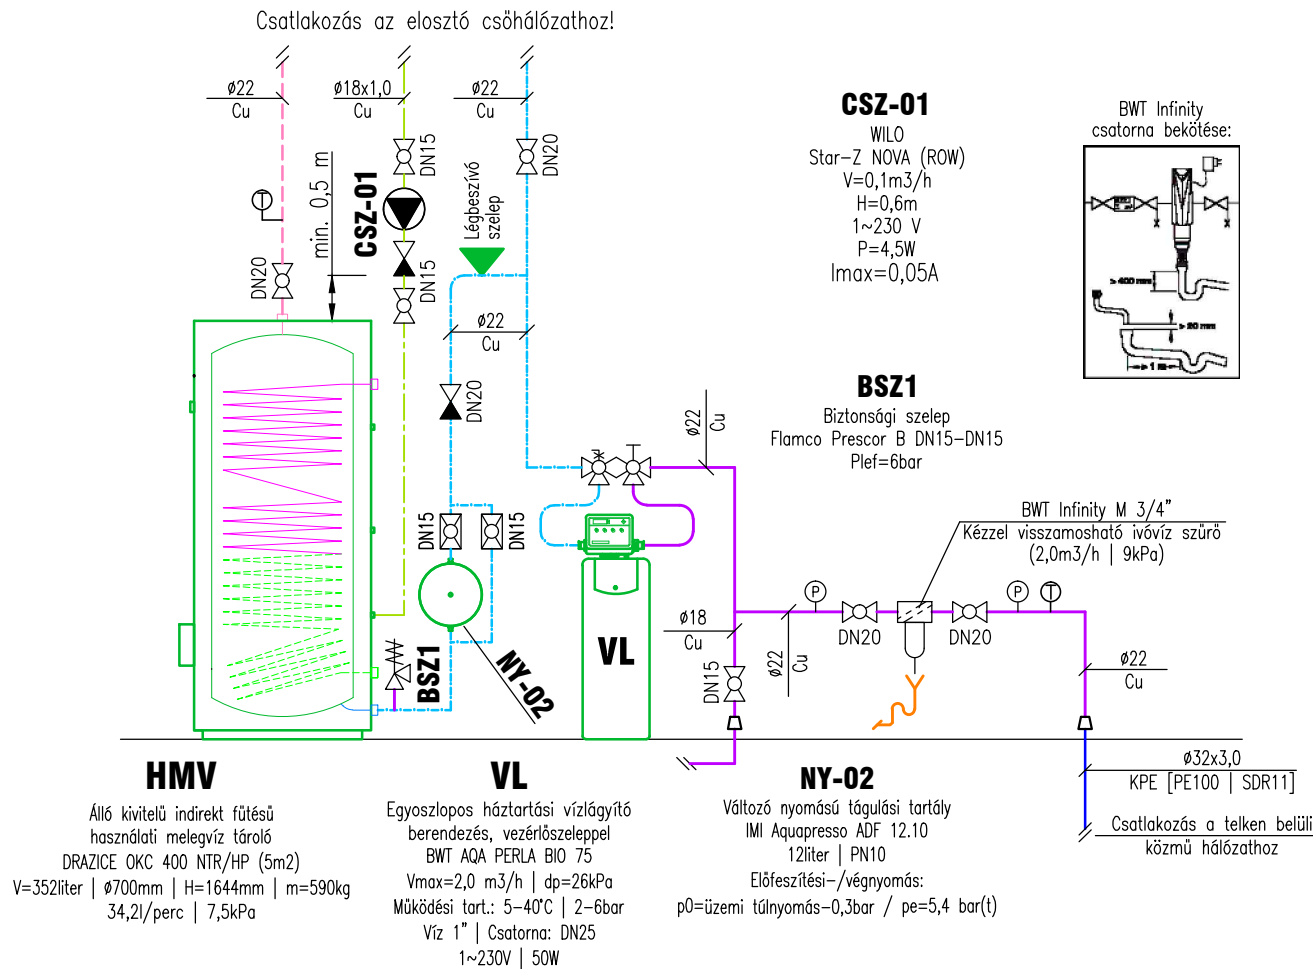 Csatlakozás az elosztó csőhálózathoz!
ø22
Cu
ø18x1,0
Cu
ø22
Cu
DN15
DN20
min. 0,5 m
CSZ-01
Légbeszívó
szelep
T
DN20
DN15
ø22
Cu
DN20
DN15
DN15
BSZ1
NY-02
VL
ø22
Cu
ø18
Cu
DN15
ø22
Cu
P
DN20
DN20
P
T
ø22
Cu
CSZ-01
WILO
Star-Z NOVA (ROW)
V=0,1m3/h
H=0,6m
1~230 V
P=4,5W
Imax=0,05A
BWT Infinity
csatorna bekötése:
> 400 mm
> 20 mm
> 1 m
BSZ1
Biztonsági szelep
Flamco Prescor B DN15-DN15
Plef=6bar
BWT Infinity M 3/4"
Kézzel visszamosható ivóvíz szűrő
(2,0m3/h | 9kPa)
ø32x3,0
KPE [PE100 | SDR11]
Csatlakozás a telken belüli
közmű hálózathoz
HMV
Álló kivitelű indirekt fűtésű
használati melegvíz tároló
DRAZICE OKC 400 NTR/HP (5m2)
V=352liter | ø700mm | H=1644mm | m=590kg
34,2l/perc | 7,5kPa
VL
Egyoszlopos háztartási vízlágyító
berendezés, vezérlőszeleppel
BWT AQA PERLA BIO 75
Vmax=2,0 m3/h | dp=26kPa
Működési tart.: 5-40°C | 2-6bar
Víz 1" | Csatorna: DN25
1~230V | 50W
NY-02
Változó nyomású tágulási tartály
IMI Aquapresso ADF 12.10
12liter | PN10
Előfeszítési-/végnyomás:
p0=üzemi túlnyomás-0,3bar / pe=5,4 bar(t)